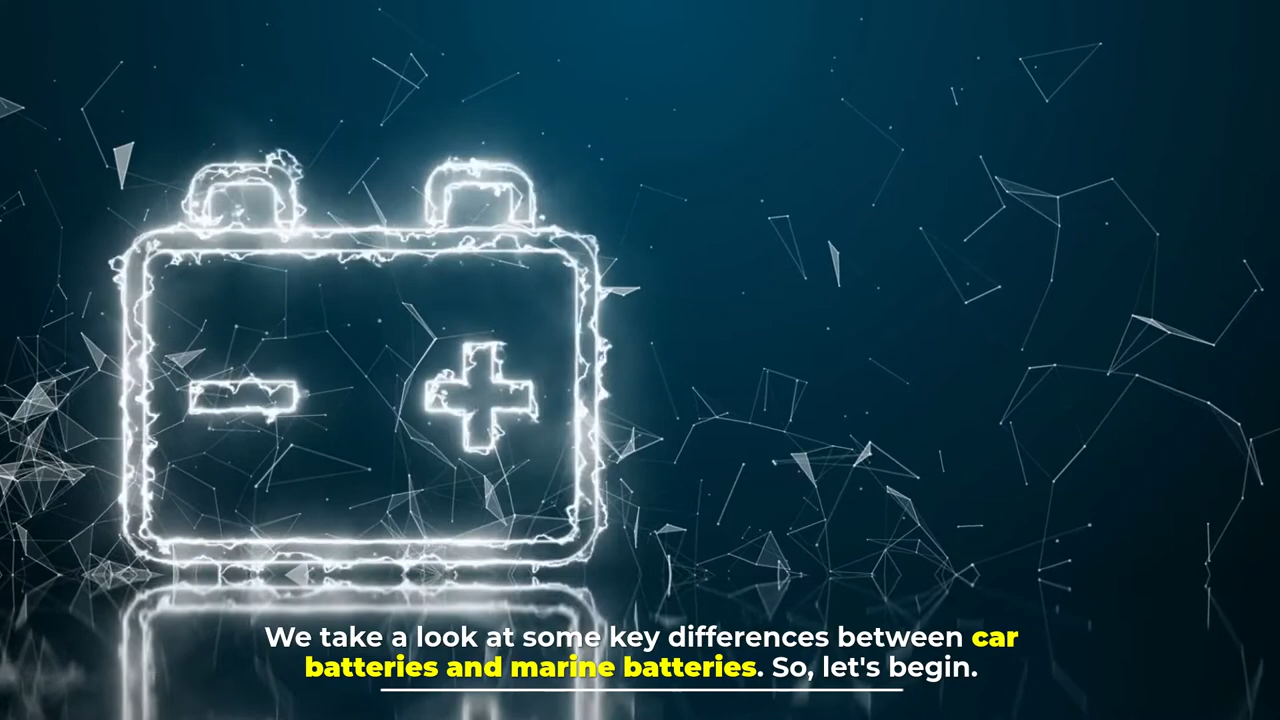 We take a look at some key differences between car
batteries and marine batteries. So, let's begin.